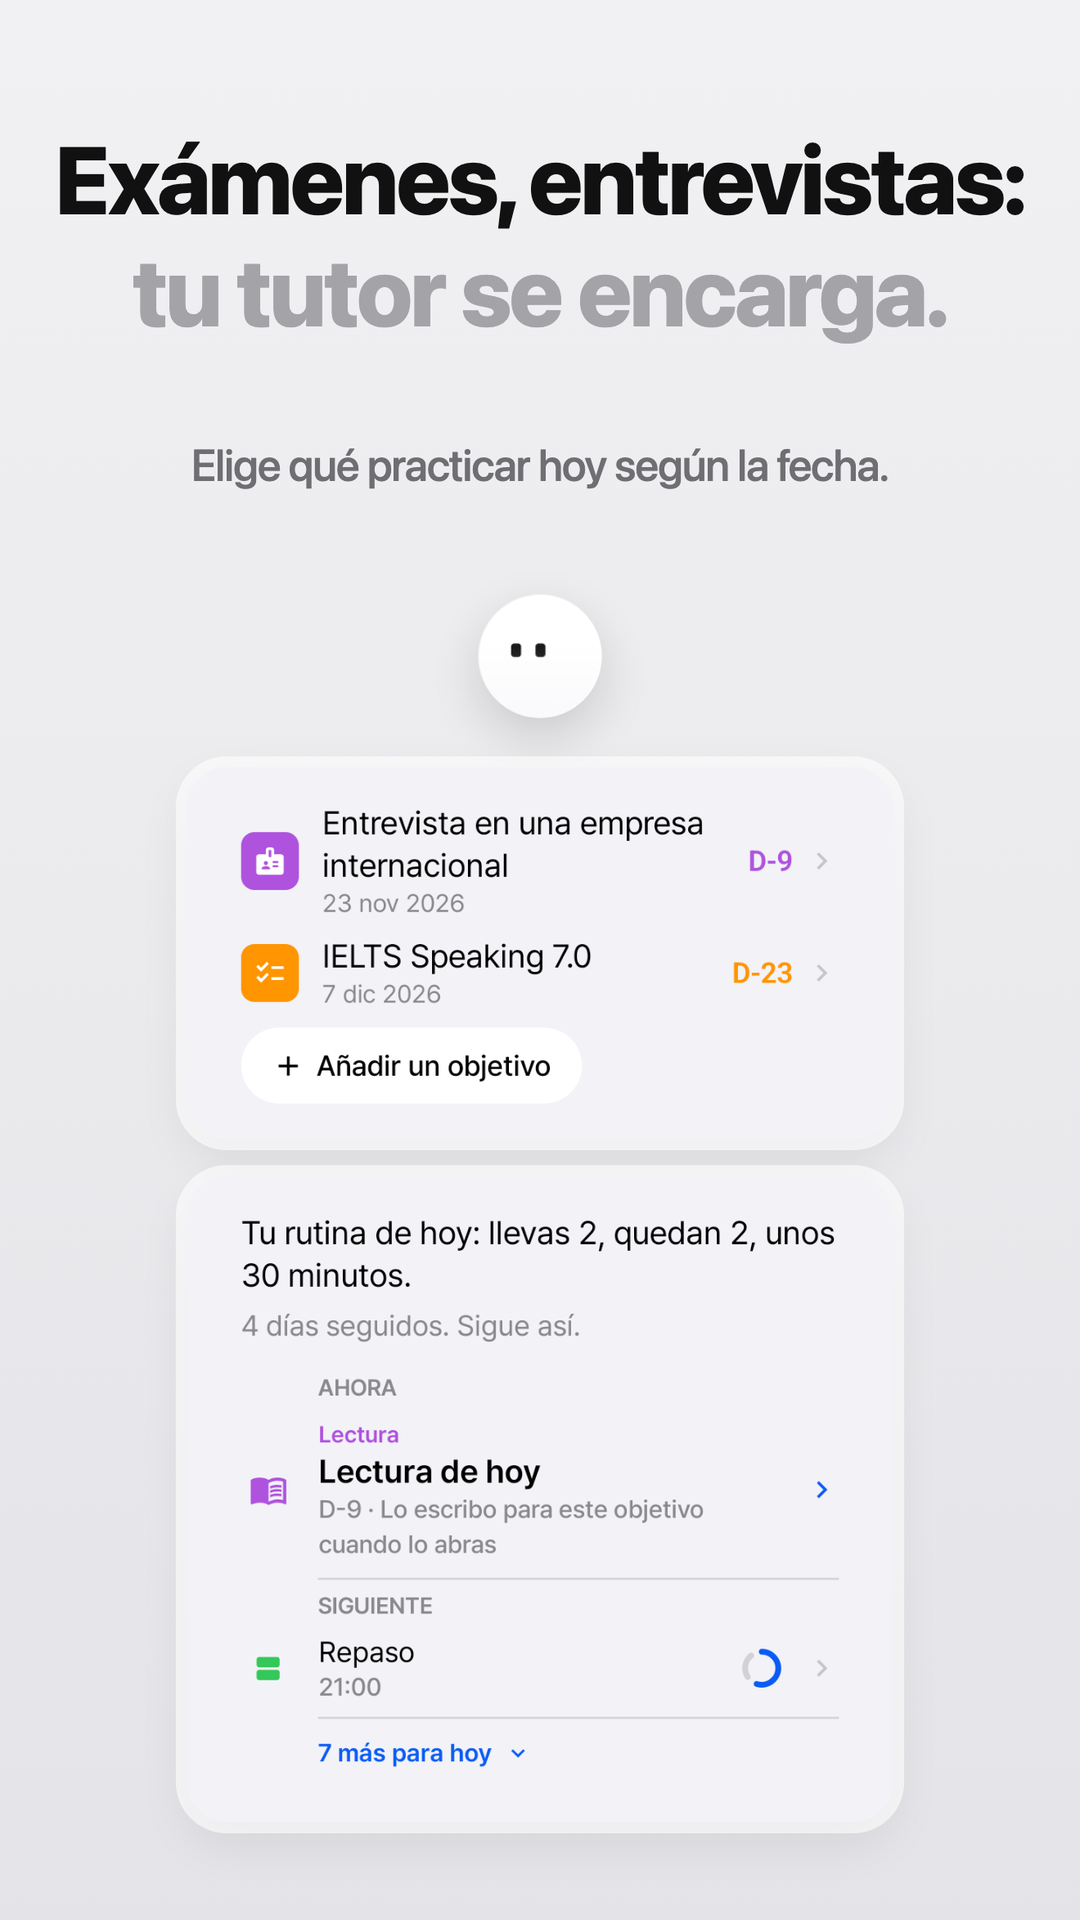 Exámenes, entrevistas:
tu tutor se encarga.
Elige qué practicar hoy según la fecha.
Entrevista en una empresa
internacional
23 nov 2026
D-9
IELTS Speaking 7.0
7 dic 2026
D-23
+ Añadir un objetivo
Tu rutina de hoy: llevas 2, quedan 2, unos
30 minutos.
4 días seguidos. Sigue así.
AHORA
Lectura
Lectura de hoy
D-9 · Lo escribo para este objetivo
cuando lo abras
SIGUIENTE
Repaso
21:00
7 más para hoy